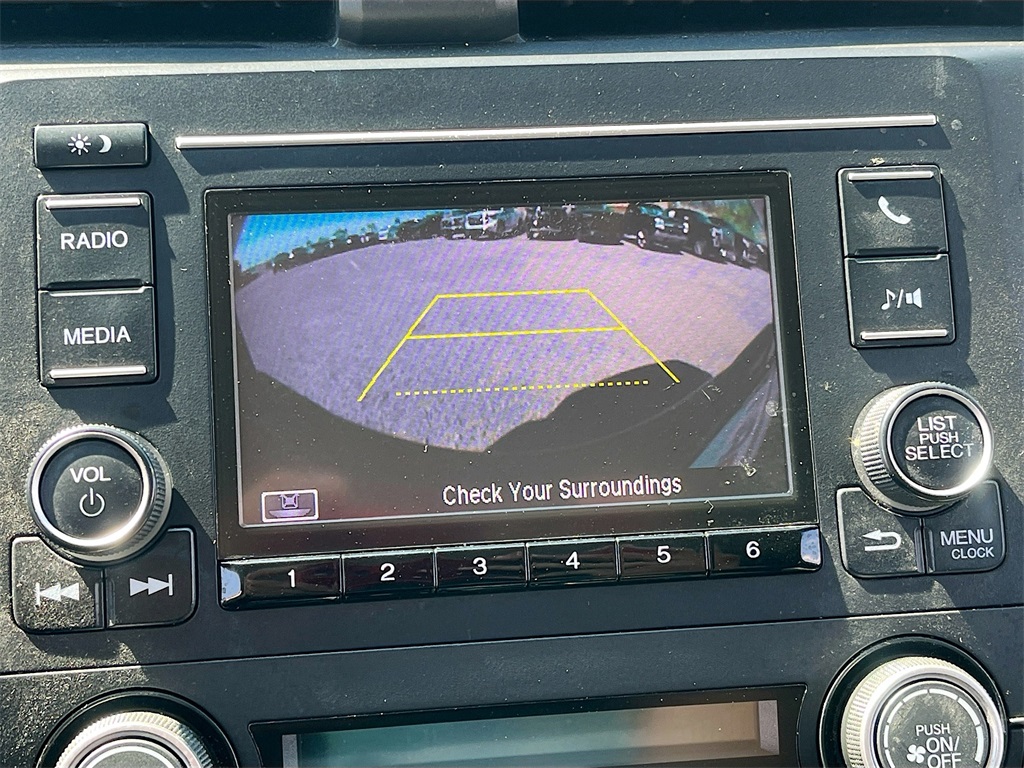 RADIO
MEDIA
VOL
Check Your Surroundings
1 2 3 4 5 6
LIST
PUSH
SELECT
MENU
CLOCK
PUSH
ON/
OFF